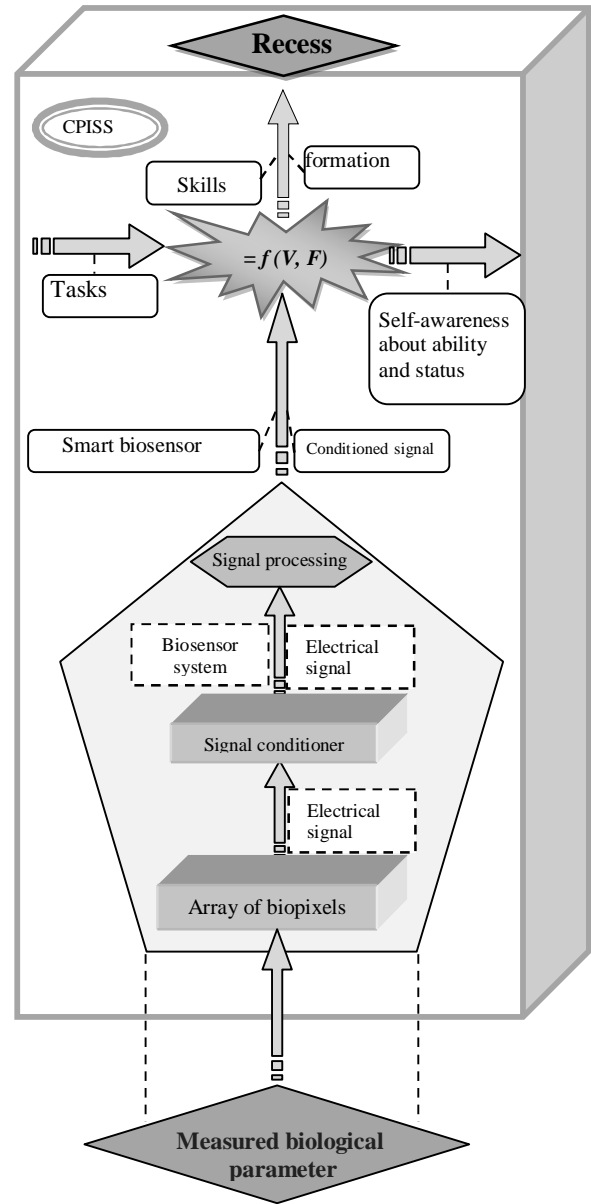 Recess
CPISS
formation
Skills
= f (V, F)
Tasks
Self-awareness
about ability
and status
Smart biosensor
Conditioned signal
Signal processing
Biosensor
system
Electrical
signal
Signal conditioner
Electrical
signal
Array of biopixels
Measured biological
parameter